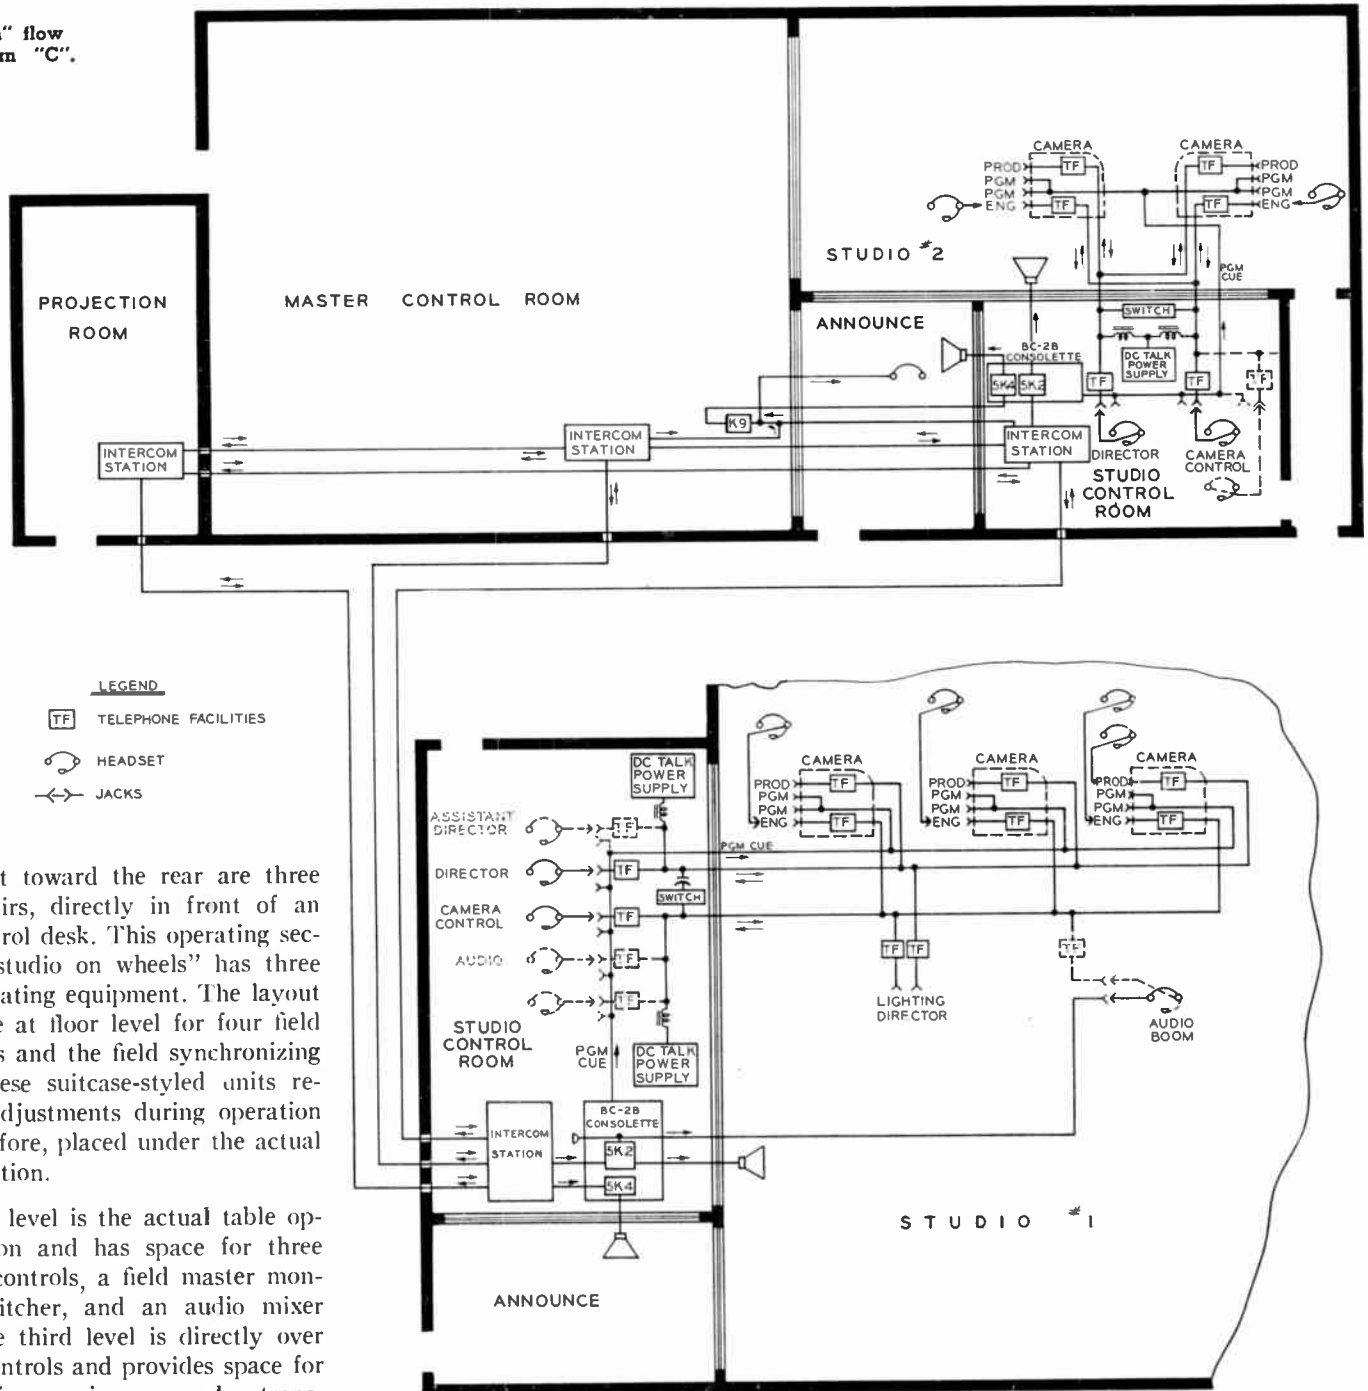 " flow
m "C".
CAMERA
CAMERA
PROD
TF
TF
PROD
PGM
PGM
PGM
PGM
ENG
TF
TF
ENG
STUDIO #2
PGM
CUE
PROJECTION
ROOM
MASTER CONTROL ROOM
ANNOUNCE
SWITCH
BC-2B
CONSOLETTE
DC TALK
POWER
SUPPLY
5K4
5K2
TF
TF
TF
K9
INTERCOM
STATION
INTERCOM
STATION
INTERCOM
STATION
DIRECTOR
CAMERA
CONTROL
STUDIO
CONTROL
ROOM
LEGEND
TF TELEPHONE FACILITIES
HEADSET
JACKS
DC TALK
POWER
SUPPLY
CAMERA
CAMERA
CAMERA
PROD
TF
PROD
TF
PROD
TF
PGM
PGM
PGM
PGM
PGM
PGM
ENG
TF
ENG
TF
ENG
TF
ASSISTANT
DIRECTOR
TF
PGM CUE
DIRECTOR
TF
SWITCH
CAMERA
CONTROL
TF
AUDIO
TF
TF
TF
TF
TF
LIGHTING
DIRECTOR
AUDIO
BOOM
STUDIO
CONTROL
ROOM
PGM
CUE
DC TALK
POWER
SUPPLY
INTERCOM
STATION
BC-2B
CONSOLETTE
5K2
5K4
STUDIO #1
ANNOUNCE
t toward the rear are three
irs, directly in front of an
rol desk. This operating sec-
studio on wheels" has three
ating equipment. The layout
e at floor level for four field
s and the field synchronizing
ese suitcase-styled units re-
djustments during operation
fore, placed under the actual
tion.
level is the actual table op-
on and has space for three
controls, a field master mon-
itcher, and an audio mixer
e third level is directly over
ntrols and provides space for